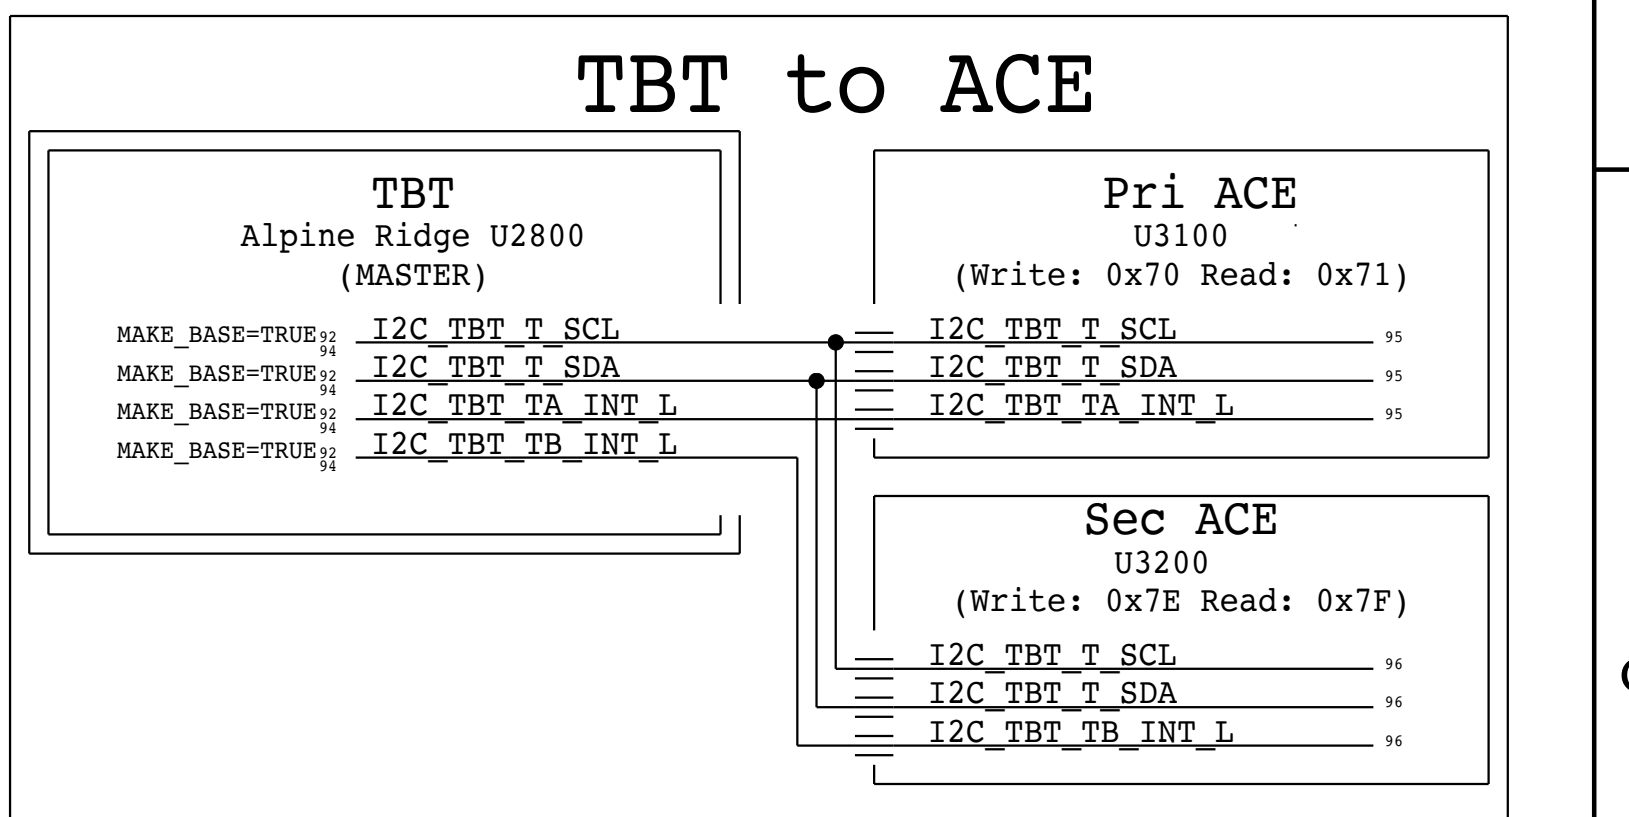 TBT to ACE
TBT
Alpine Ridge U2800
(MASTER)
MAKE_BASE=TRUE 92 I2C_TBT_T_SCL
94
MAKE_BASE=TRUE 92 I2C_TBT_T_SDA
94
MAKE_BASE=TRUE 92 I2C_TBT_TA_INT_L
94
MAKE_BASE=TRUE 92 I2C_TBT_TB_INT_L
94
Pri ACE
U3100
(Write: 0x70 Read: 0x71)
I2C_TBT_T_SCL 95
I2C_TBT_T_SDA 95
I2C_TBT_TA_INT_L 95
Sec ACE
U3200
(Write: 0x7E Read: 0x7F)
I2C_TBT_T_SCL 96
I2C_TBT_T_SDA 96
I2C_TBT_TB_INT_L 96